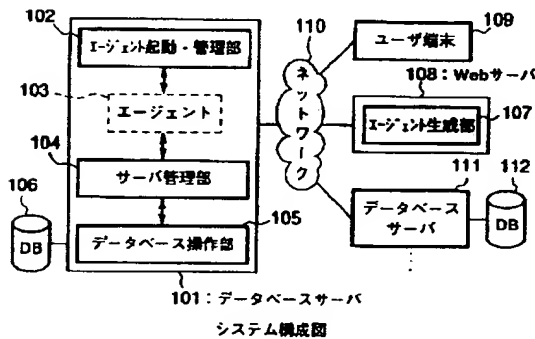 102
エージェント起動・管理部
103
エージェント
104
サーバ管理部
106
DB
105
データベース操作部
101：データベースサーバ
110
ネットワーク
109
ユーザ端末
108：Webサーバ
エージェント生成部
107
111
データベース
サーバ
112
DB
⋮
システム構成図